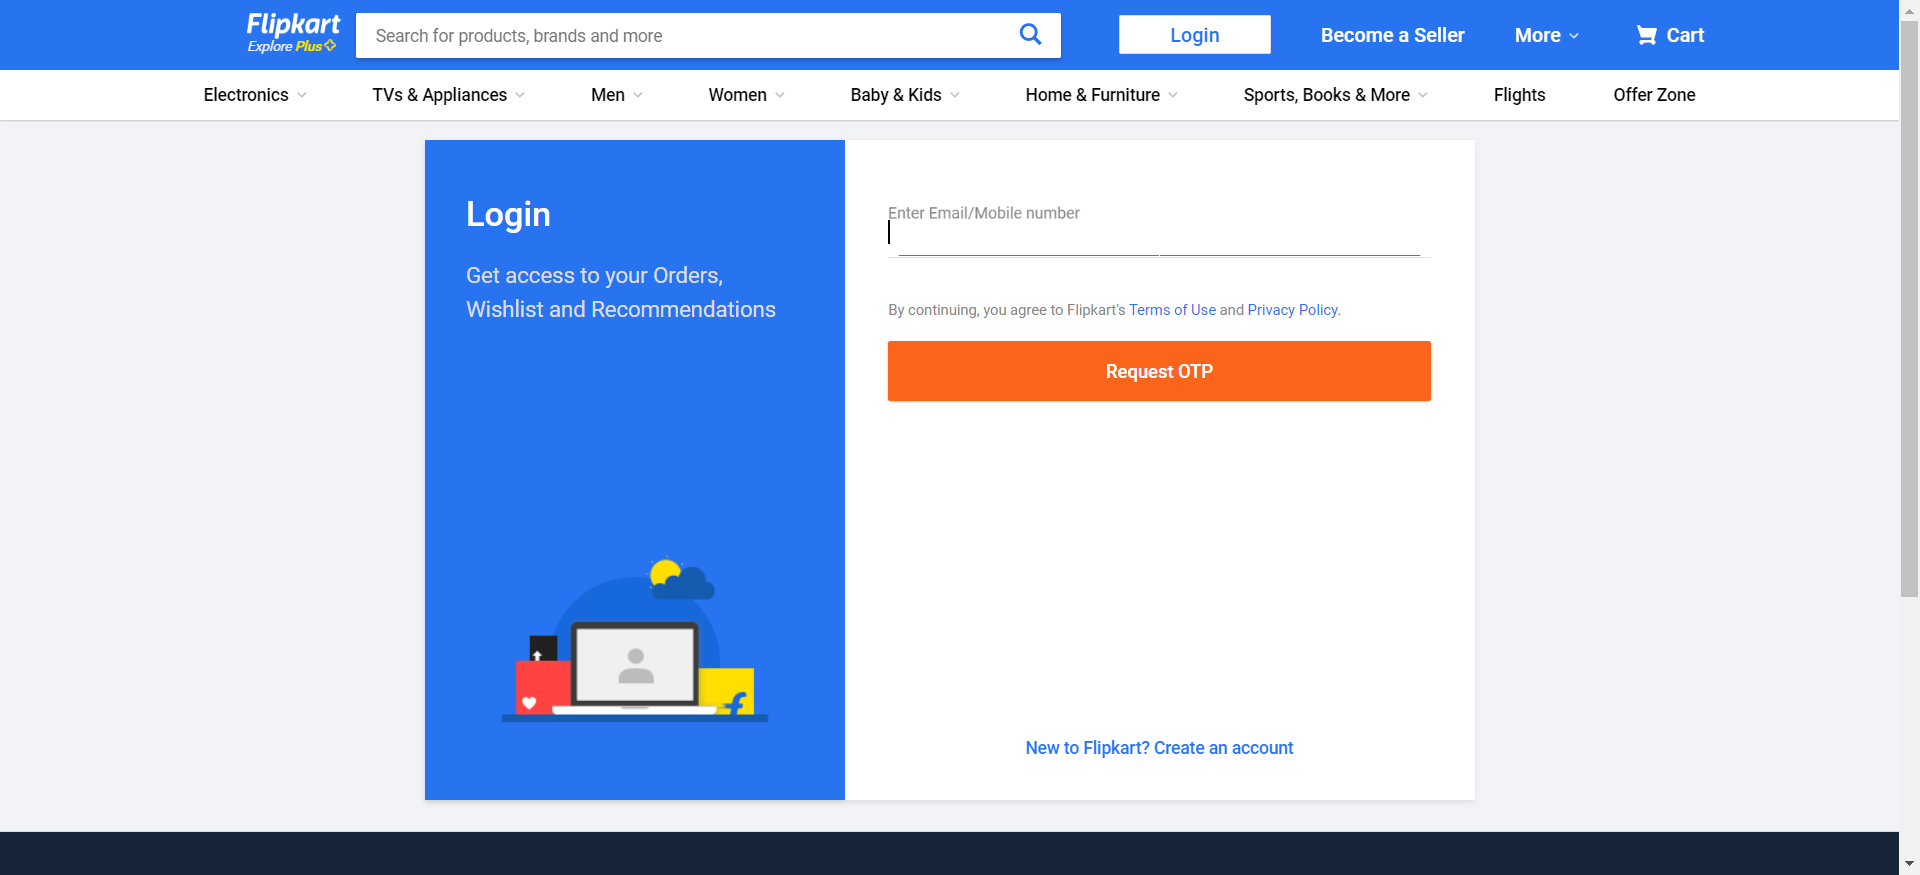 Flipkart
Explore Plus
Search for products, brands and more
Login
Become a Seller
More
Cart
Electronics
TVs & Appliances
Men
Women
Baby & Kids
Home & Furniture
Sports, Books & More
Flights
Offer Zone
Login
Get access to your Orders,
Wishlist and Recommendations
Enter Email/Mobile number
By continuing, you agree to Flipkart's Terms of Use and Privacy Policy.
Request OTP
New to Flipkart? Create an account